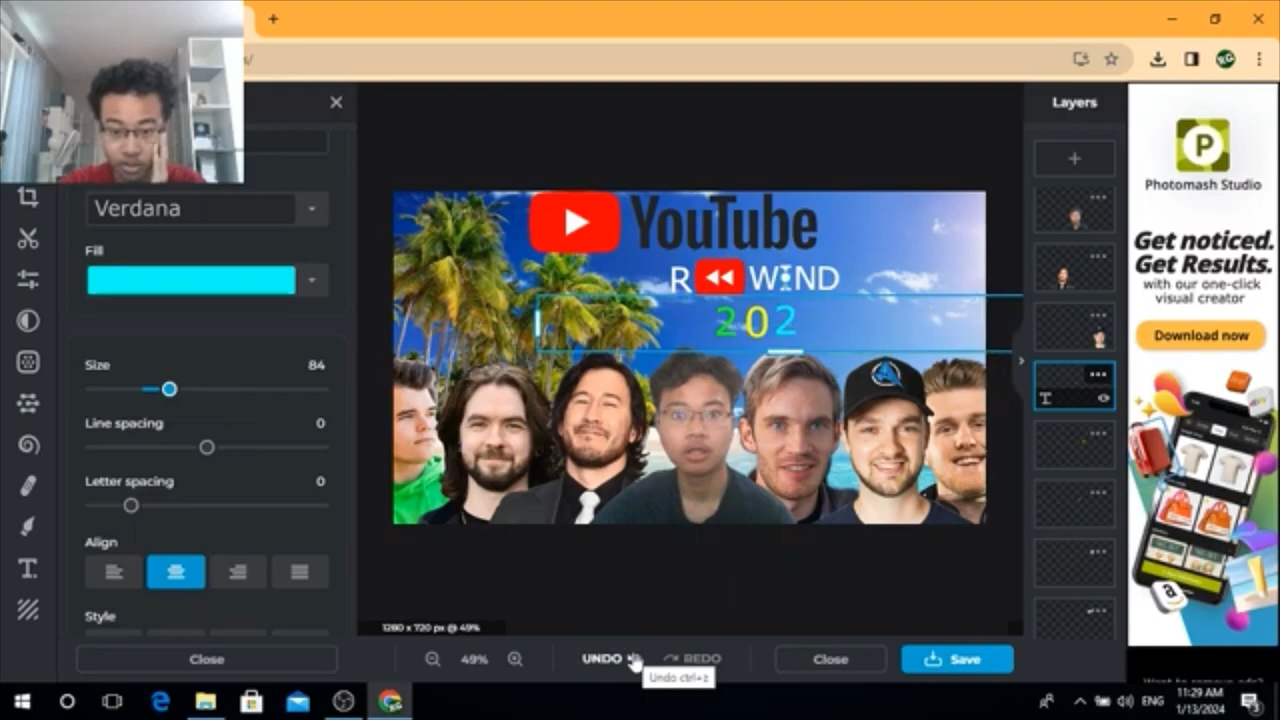 Layers
Photomash Studio
Get noticed.
Get Results.
with our one-click
visual creator
Download now
Verdana
Fill
Size 84
Line spacing 0
Letter spacing 0
Align
Style
YouTube
R WIND
202
T
1280 x 720 px @ 49%
Close
49%
UNDO
REDO
Close
Save
Undo ctrl+z
ENG
11:29 AM
1/13/2024